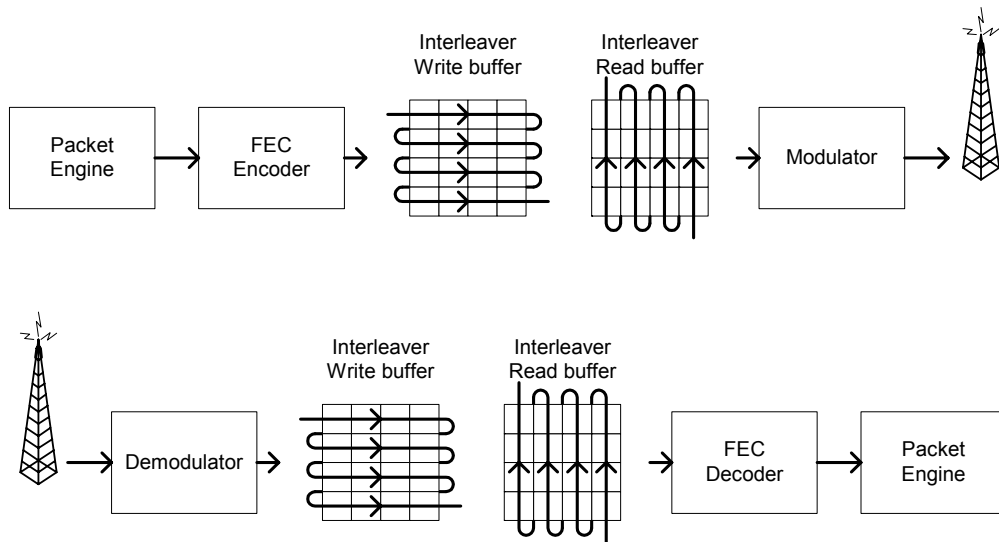 Interleaver
Write buffer
Interleaver
Read buffer
Packet
Engine
FEC
Encoder
Modulator
Interleaver
Write buffer
Interleaver
Read buffer
Demodulator
FEC
Decoder
Packet
Engine